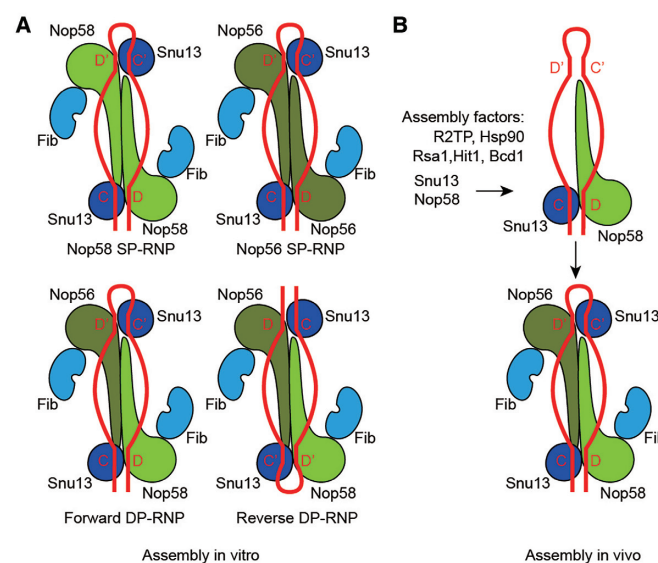 A
Nop58
D'
Snu13
C'
Fib
C
D
Snu13
Nop58
Nop58 SP-RNP
Nop56
Snu13
D'
C'
Fib
Fib
C
D
Snu13
Nop56
Nop56 SP-RNP
Nop56
D'
C'
Snu13
Fib
Fib
C
D
Snu13
Nop58
Forward DP-RNP
Nop56
D
C
Snu13
Fib
Fib
C'
D'
Snu13
Nop58
Reverse DP-RNP
Assembly in vitro
B
D'
C'
Assembly factors:
R2TP, Hsp90
Rsa1,Hit1, Bcd1
Snu13
Nop58
C
D
Snu13
Nop58
Nop56
D'
C'
Snu13
Fib
Fib
C
D
Snu13
Nop58
Assembly in vivo